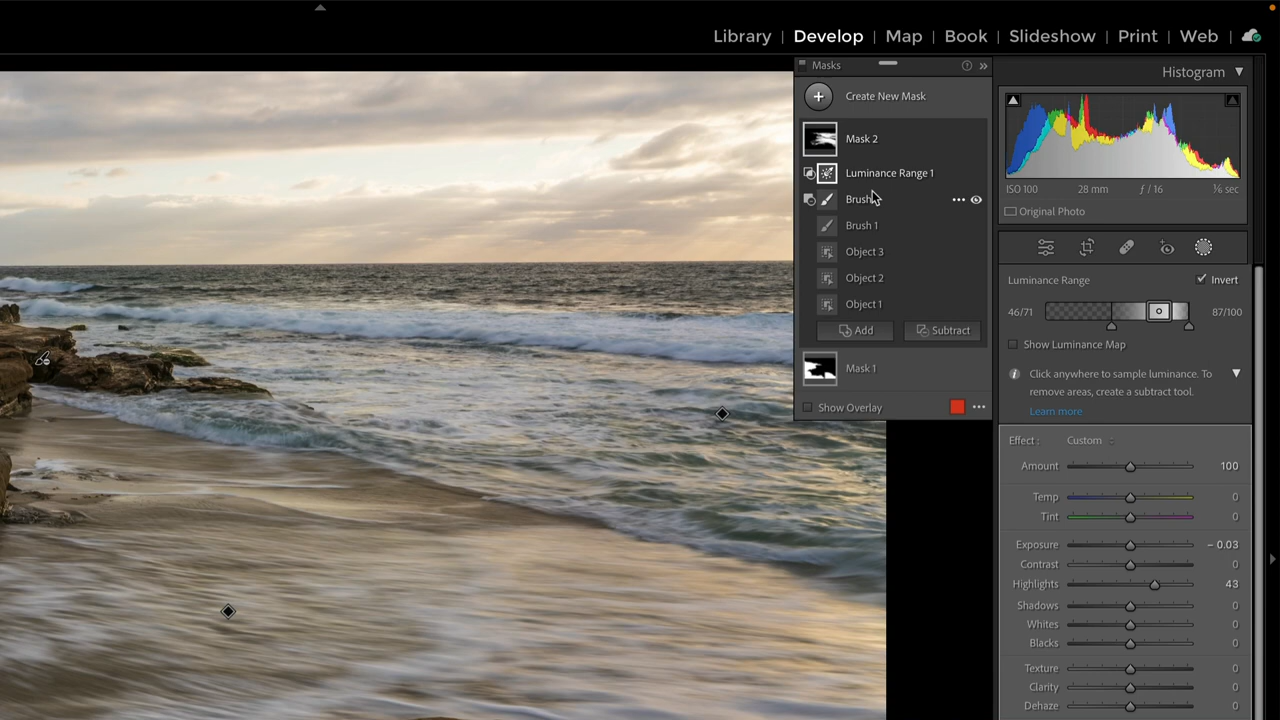 Library | Develop | Map | Book | Slideshow | Print | Web |
Masks
Create New Mask
Mask 2
Luminance Range 1
Brush
Brush 1
Object 3
Object 2
Object 1
Add Subtract
Mask 1
Show Overlay
Histogram
ISO 100 28 mm ƒ / 16 ⅙ sec
Original Photo
Luminance Range Invert
46/71 87/100
Show Luminance Map
Click anywhere to sample luminance. To
remove areas, create a subtract tool.
Learn more
Effect : Custom
Amount 100
Temp 0
Tint 0
Exposure – 0.03
Contrast 0
Highlights 43
Shadows 0
Whites 0
Blacks 0
Texture 0
Clarity 0
Dehaze 0